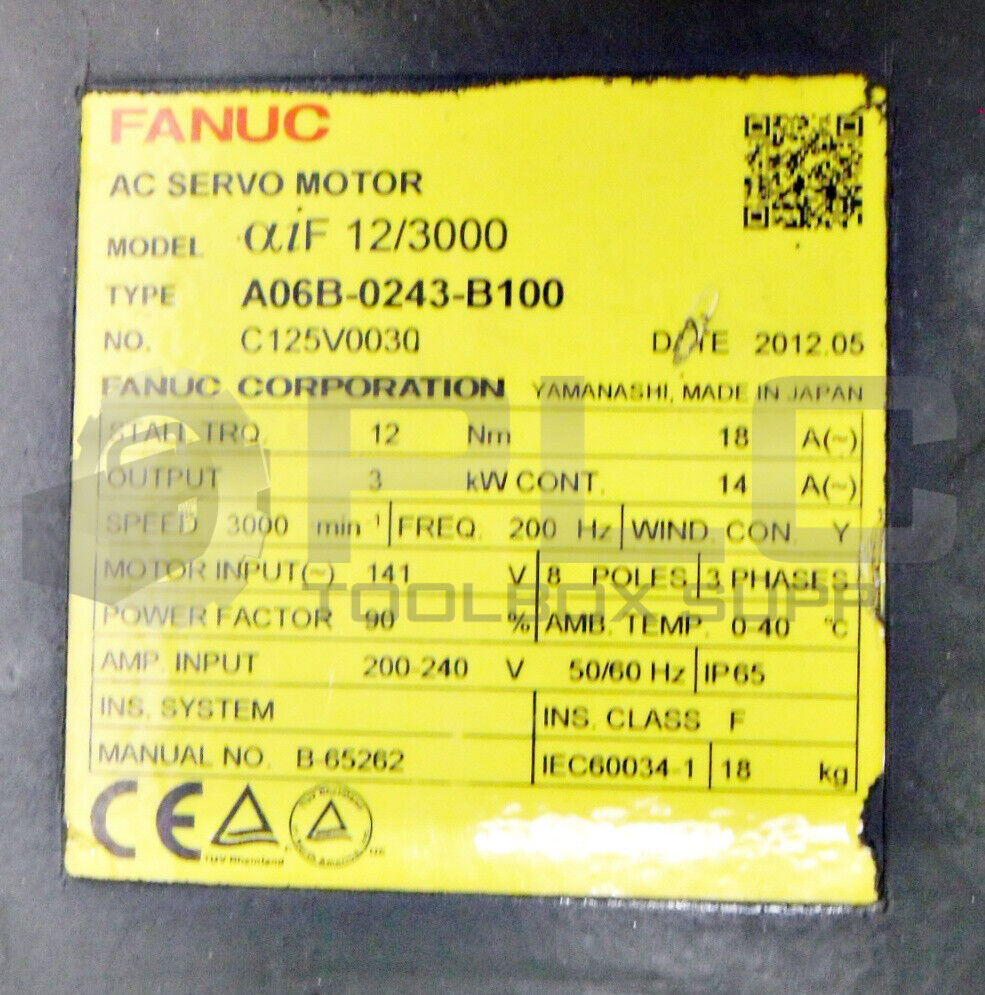 FANUC
AC SERVO MOTOR
MODEL αiF 12/3000
TYPE A06B-0243-B100
NO. C125V0030 DATE 2012.05
FANUC CORPORATION YAMANASHI, MADE IN JAPAN
STALL TRQ. 12 Nm 18 A(~)
OUTPUT 3 kW CONT. 14 A(~)
SPEED 3000 min⁻¹ FREQ. 200 Hz WIND. CON. Y
MOTOR INPUT(~) 141 V 8 POLES 3 PHASES
POWER FACTOR 90 % AMB. TEMP. 0-40 °C
AMP. INPUT 200-240 V 50/60 Hz IP65
INS. SYSTEM INS. CLASS F
MANUAL NO. B-65262 IEC60034-1 18 kg
CE TUV Rheinland
PLC
TOOLBOX SUPP